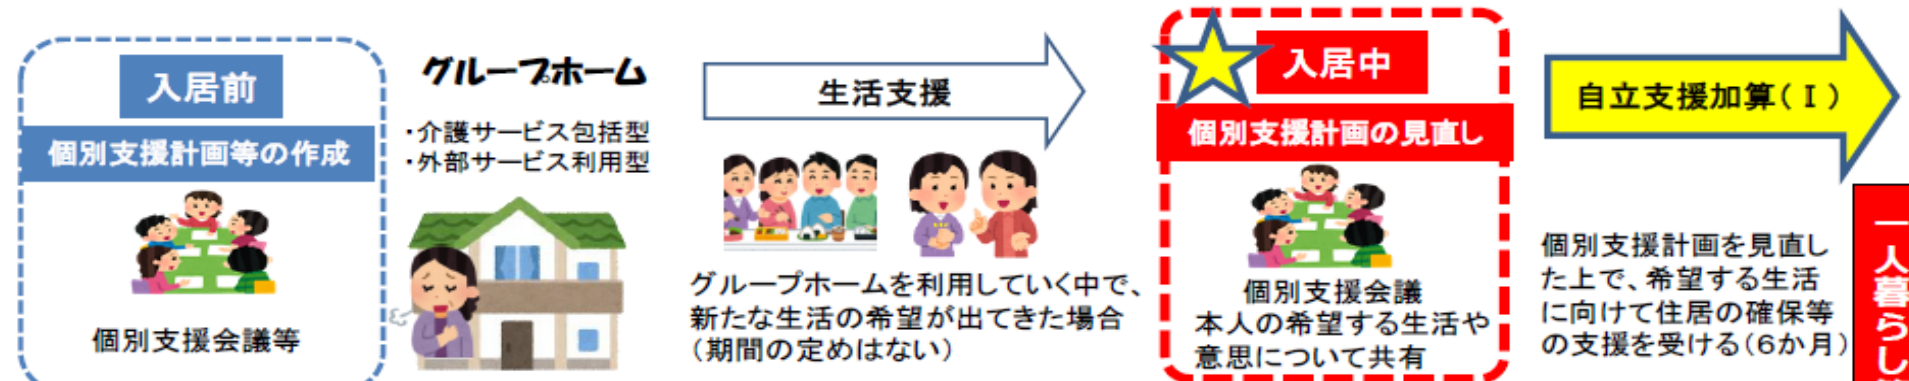 入居前
個別支援計画等の作成
個別支援会議等
グループホーム
・介護サービス包括型
・外部サービス利用型
生活支援
グループホームを利用していく中で、
新たな生活の希望が出てきた場合
（期間の定めはない）
入居中
個別支援計画の見直し
個別支援会議
本人の希望する生活や
意思について共有
自立支援加算（Ⅰ）
個別支援計画を見直し
た上で、希望する生活
に向けて住居の確保等
の支援を受ける（６か月）
一人暮らし